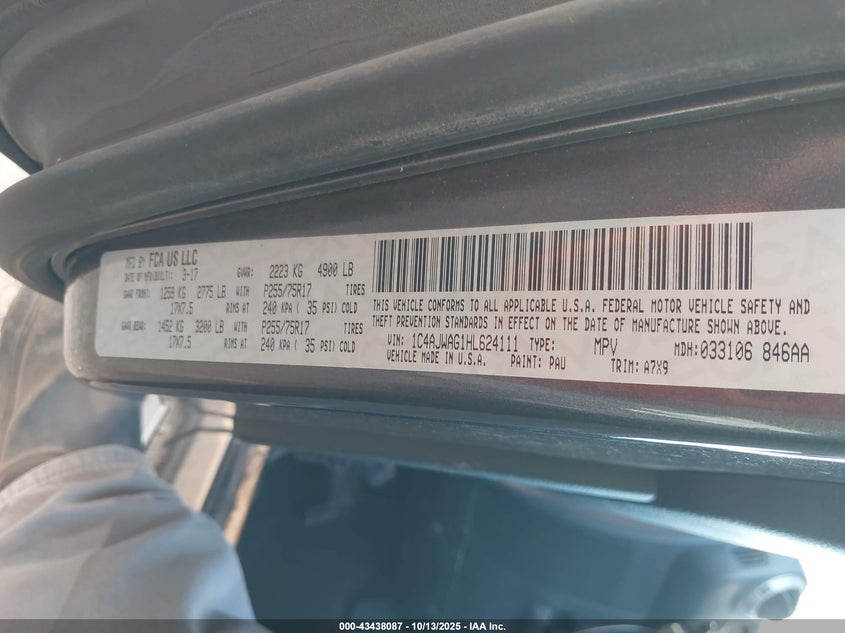 MFD BY FCA US LLC
DATE OF MFR(BUILT): 3-17 GVWR: 2223 KG 4900 LB
GAWR FRONT: 1259 KG 2775 LB WITH P255/75R17 TIRES
17X7.5 RIMS AT 240 KPA ( 35 PSI) COLD
GAWR REAR: 1452 KG 3200 LB WITH P255/75R17 TIRES
17X7.5 RIMS AT 240 KPA ( 35 PSI) COLD
THIS VEHICLE CONFORMS TO ALL APPLICABLE U.S.A. FEDERAL MOTOR VEHICLE SAFETY AND
THEFT PREVENTION STANDARDS IN EFFECT ON THE DATE OF MANUFACTURE SHOWN ABOVE.
VIN: 1C4AJWAG1HL624111 TYPE: MPV MDH: 033106 846AA
VEHICLE MADE IN U.S.A. PAINT: PAU TRIM: A7X9
000-43438087 - 10/13/2025 - IAA Inc.